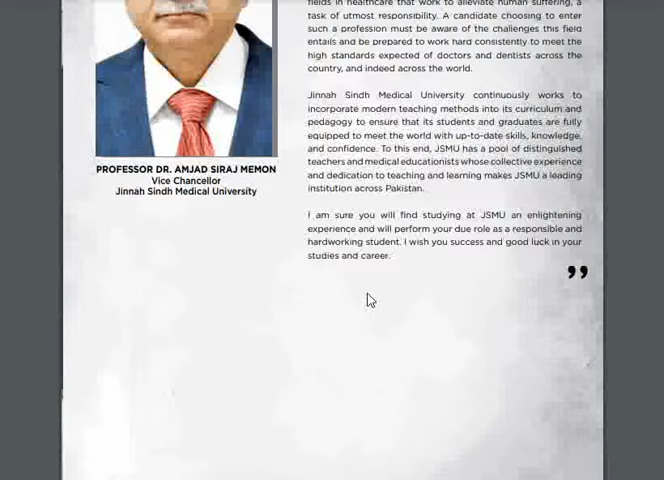 fields in healthcare that work to alleviate human suffering, a
task of utmost responsibility. A candidate choosing to enter
such a profession must be aware of the challenges this field
entails and be prepared to work hard consistently to meet the
high standards expected of doctors and dentists across the
country, and indeed across the world.
Jinnah Sindh Medical University continuously works to
incorporate modern teaching methods into its curriculum and
pedagogy to ensure that its students and graduates are fully
equipped to meet the world with up-to-date skills, knowledge,
and confidence. To this end, JSMU has a pool of distinguished
teachers and medical educationists whose collective experience
and dedication to teaching and learning makes JSMU a leading
institution across Pakistan.
I am sure you will find studying at JSMU an enlightening
experience and will perform your due role as a responsible and
hardworking student. I wish you success and good luck in your
studies and career.
”
PROFESSOR DR. AMJAD SIRAJ MEMON
Vice Chancellor
Jinnah Sindh Medical University